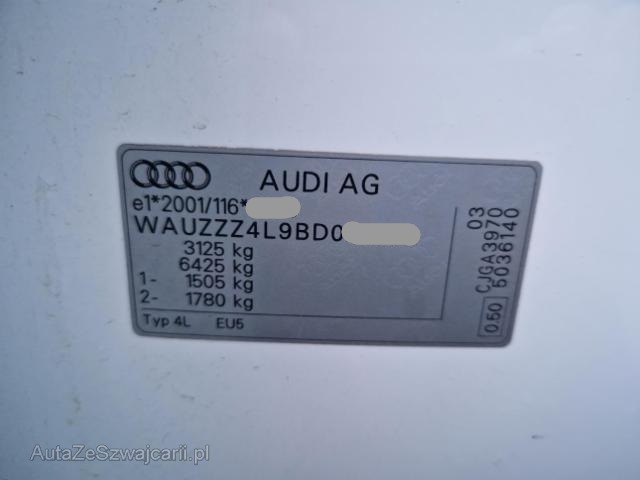 AUDI AG
e1*2001/116*
WAUZZZ4L9BD0
3125 kg
6425 kg
1- 1505 kg
2- 1780 kg
Typ 4L EU5
03
CJGA3970
5036140
0.50
AutaZeSzwajcarii.pl